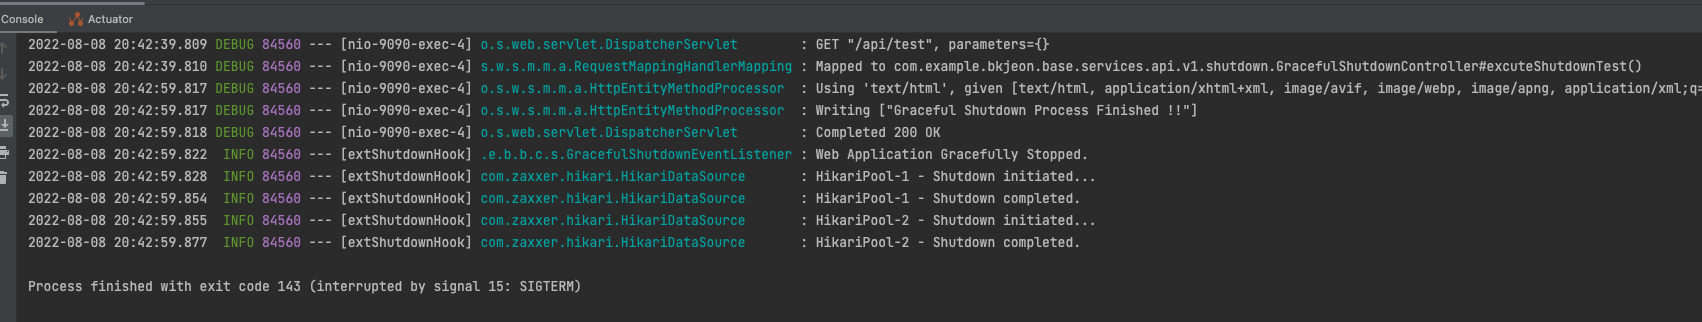 Console Actuator
2022-08-08 20:42:39.809 DEBUG 84560 --- [nio-9090-exec-4] o.s.web.servlet.DispatcherServlet : GET "/api/test", parameters={}
2022-08-08 20:42:39.810 DEBUG 84560 --- [nio-9090-exec-4] s.w.s.m.m.a.RequestMappingHandlerMapping : Mapped to com.example.bkjeon.base.services.api.v1.shutdown.GracefulShutdownController#excuteShutdownTest()
2022-08-08 20:42:59.817 DEBUG 84560 --- [nio-9090-exec-4] o.s.w.s.m.m.a.HttpEntityMethodProcessor : Using 'text/html', given [text/html, application/xhtml+xml, image/avif, image/webp, image/apng, application/xml;q=
2022-08-08 20:42:59.817 DEBUG 84560 --- [nio-9090-exec-4] o.s.w.s.m.m.a.HttpEntityMethodProcessor : Writing ["Graceful Shutdown Process Finished !!"]
2022-08-08 20:42:59.818 DEBUG 84560 --- [nio-9090-exec-4] o.s.web.servlet.DispatcherServlet : Completed 200 OK
2022-08-08 20:42:59.822 INFO 84560 --- [extShutdownHook] .e.b.b.c.s.GracefulShutdownEventListener : Web Application Gracefully Stopped.
2022-08-08 20:42:59.828 INFO 84560 --- [extShutdownHook] com.zaxxer.hikari.HikariDataSource : HikariPool-1 - Shutdown initiated...
2022-08-08 20:42:59.854 INFO 84560 --- [extShutdownHook] com.zaxxer.hikari.HikariDataSource : HikariPool-1 - Shutdown completed.
2022-08-08 20:42:59.855 INFO 84560 --- [extShutdownHook] com.zaxxer.hikari.HikariDataSource : HikariPool-2 - Shutdown initiated...
2022-08-08 20:42:59.877 INFO 84560 --- [extShutdownHook] com.zaxxer.hikari.HikariDataSource : HikariPool-2 - Shutdown completed.
Process finished with exit code 143 (interrupted by signal 15: SIGTERM)